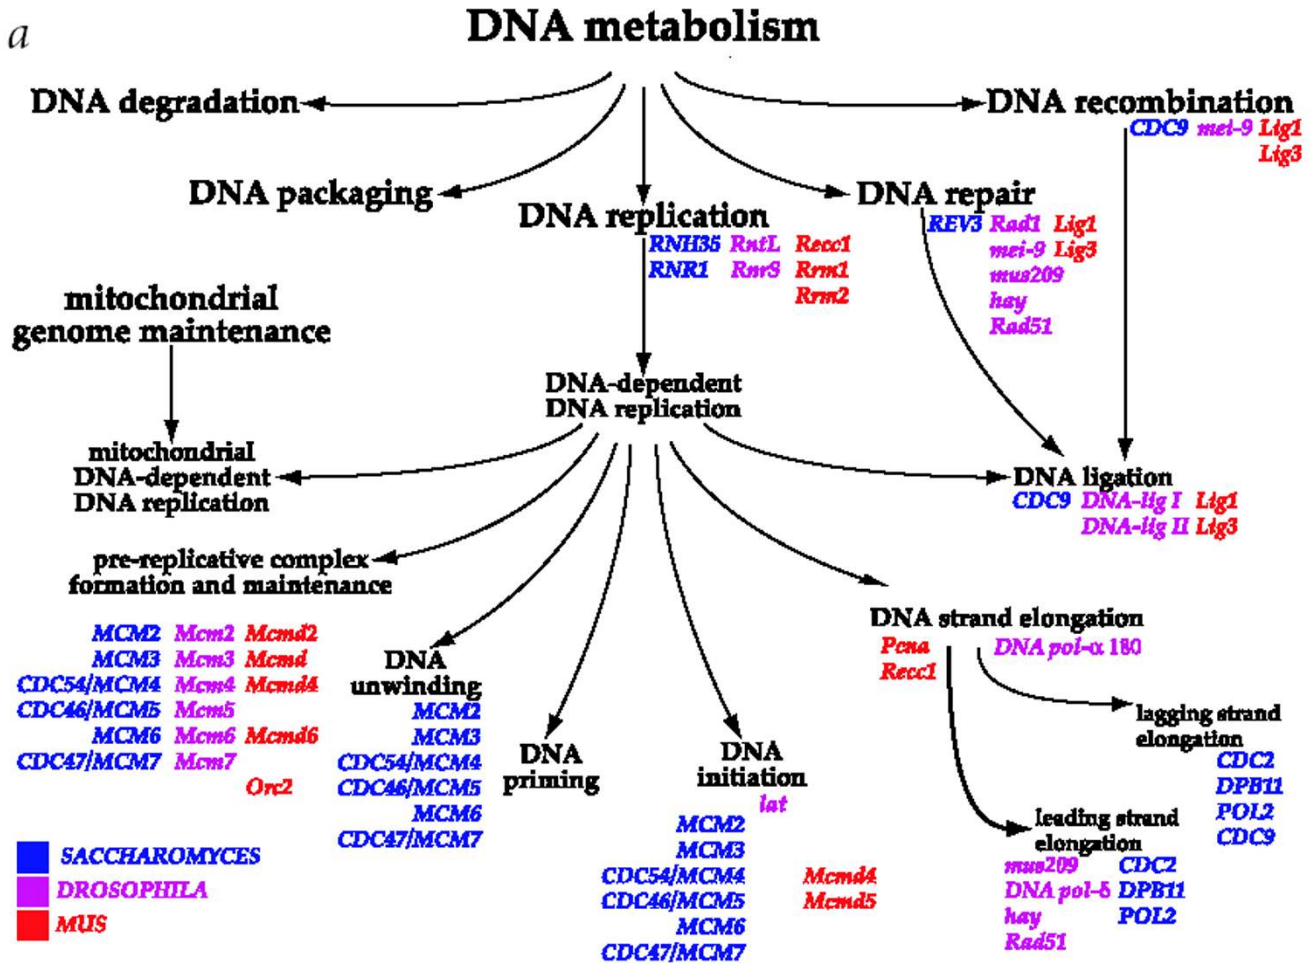 a
DNA metabolism
DNA degradation
DNA recombination
CDC9 mei-9 Lig1
Lig3
DNA packaging
DNA repair
REV3 Rad1 Lig1
mei-9 Lig3
mus209
hay
Rad51
DNA replication
RNH35 RntL Recc1
RNR1 RnrS Rrm1
Rrm2
mitochondrial
genome maintenance
DNA-dependent
DNA replication
mitochondrial
DNA-dependent
DNA replication
DNA ligation
CDC9 DNA-lig I Lig1
DNA-lig II Lig3
pre-replicative complex
formation and maintenance
MCM2 Mcm2 Mcmd2
MCM3 Mcm3 Mcmd
CDC54/MCM4 Mcm4 Mcmd4
CDC46/MCM5 Mcm5
MCM6 Mcm6 Mcmd6
CDC47/MCM7 Mcm7
Orc2
DNA
unwinding
MCM2
MCM3
CDC54/MCM4
CDC46/MCM5
MCM6
CDC47/MCM7
DNA
priming
DNA
initiation
lat
MCM2
MCM3
CDC54/MCM4 Mcmd4
CDC46/MCM5 Mcmd5
MCM6
CDC47/MCM7
DNA strand elongation
Pcna DNA pol-α 180
Recc1
lagging strand
elongation
CDC2
DPB11
POL2
CDC9
leading strand
elongation
mus209 CDC2
DNA pol-δ DPB11
hay POL2
Rad51
SACCHAROMYCES
DROSOPHILA
MUS